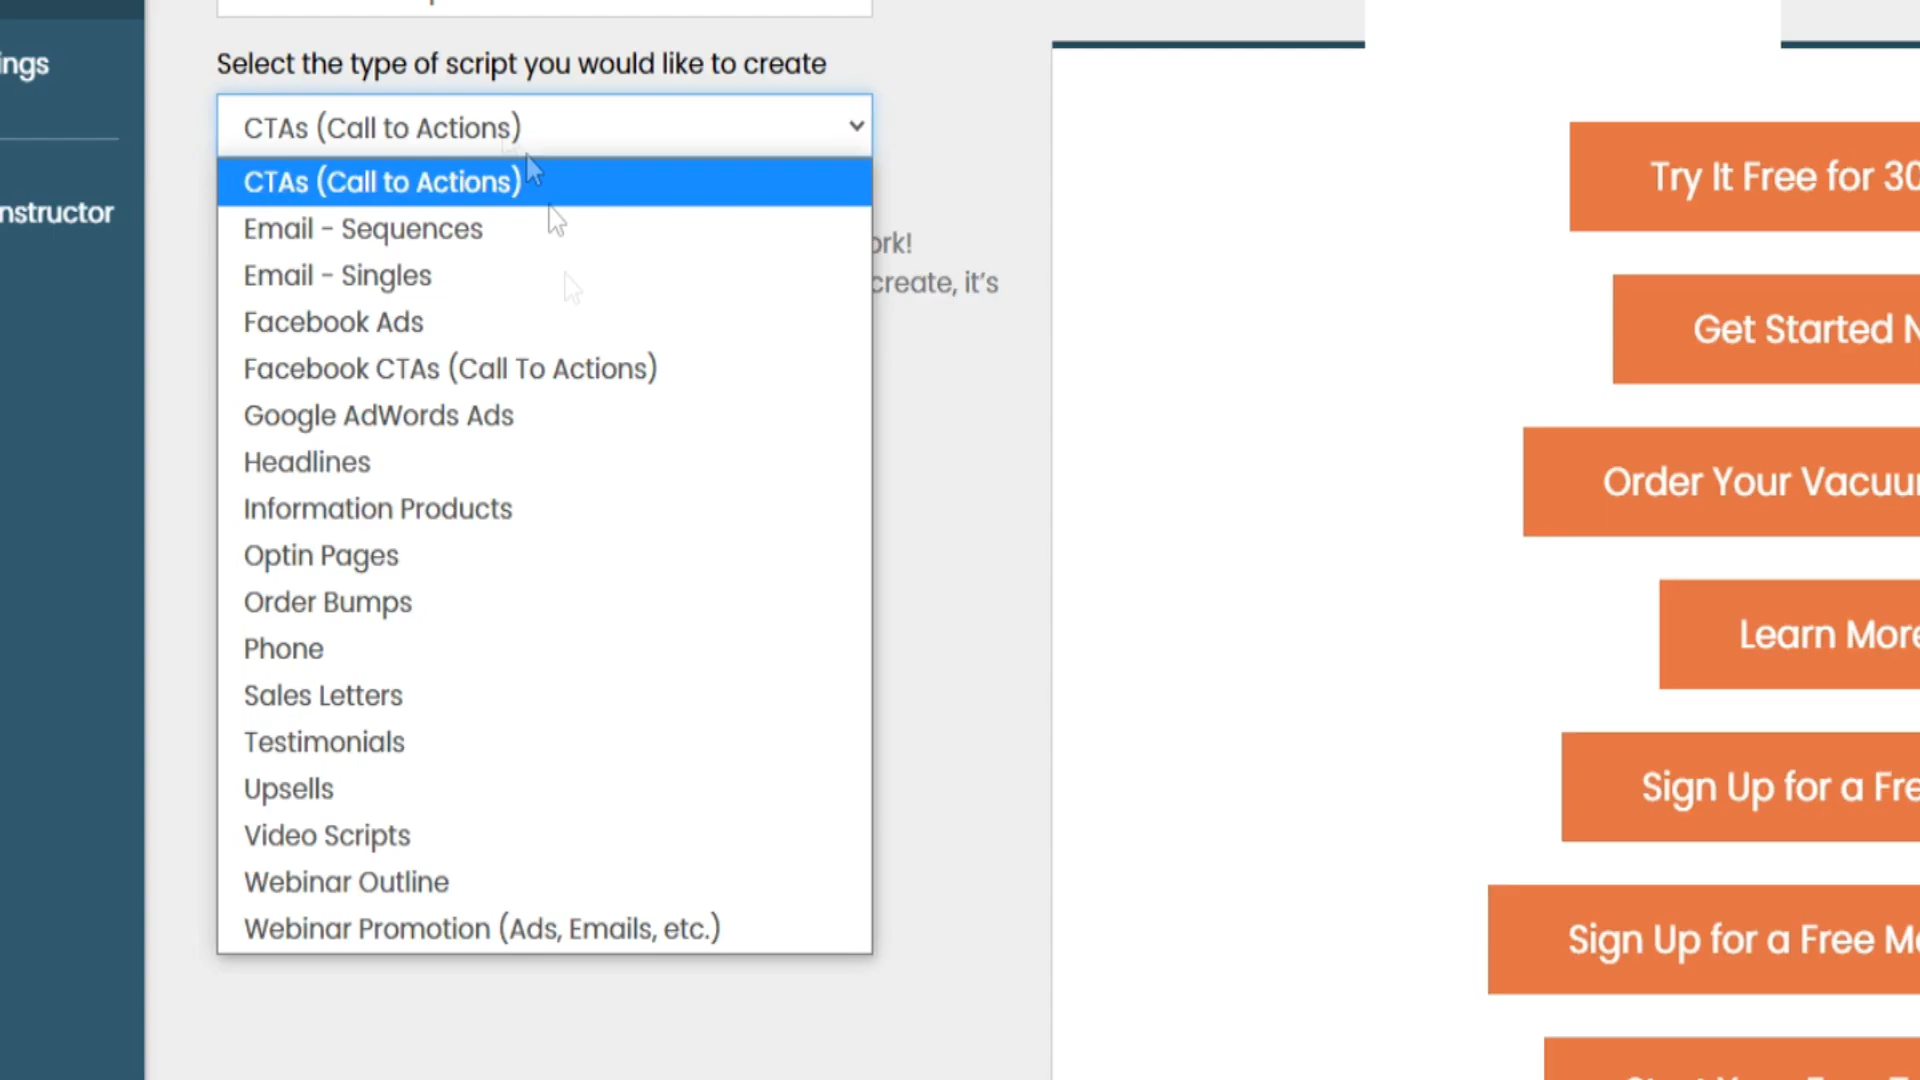 ings
nstructor
Select the type of script you would like to create
CTAs (Call to Actions)
CTAs (Call to Actions)
Email - Sequences
Email - Singles
Facebook Ads
Facebook CTAs (Call To Actions)
Google AdWords Ads
Headlines
Information Products
Optin Pages
Order Bumps
Phone
Sales Letters
Testimonials
Upsells
Video Scripts
Webinar Outline
Webinar Promotion (Ads, Emails, etc.)
ork!
create, it's
Try It Free for 30
Get Started N
Order Your Vacuu
Learn More
Sign Up for a Fre
Sign Up for a Free M